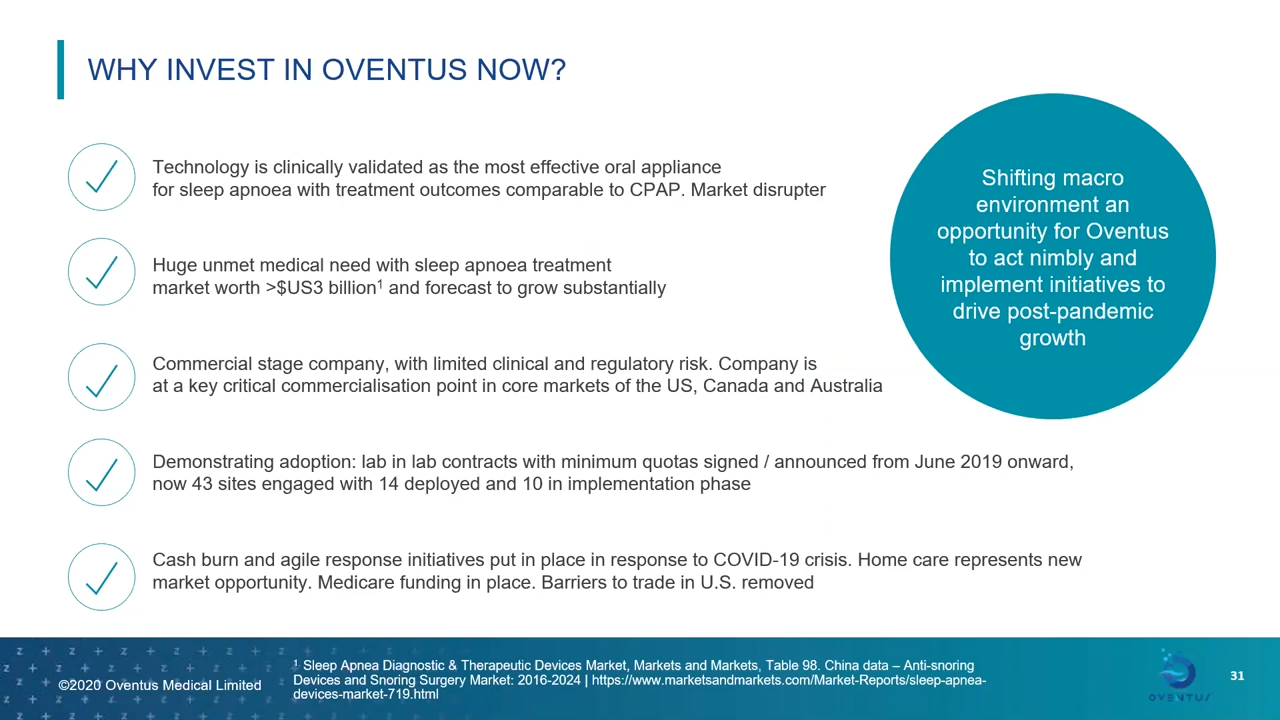 WHY INVEST IN OVENTUS NOW?
Technology is clinically validated as the most effective oral appliance
for sleep apnoea with treatment outcomes comparable to CPAP. Market disrupter
Huge unmet medical need with sleep apnoea treatment
market worth >$US3 billion¹ and forecast to grow substantially
Commercial stage company, with limited clinical and regulatory risk. Company is
at a key critical commercialisation point in core markets of the US, Canada and Australia
Demonstrating adoption: lab in lab contracts with minimum quotas signed / announced from June 2019 onward,
now 43 sites engaged with 14 deployed and 10 in implementation phase
Cash burn and agile response initiatives put in place in response to COVID-19 crisis. Home care represents new
market opportunity. Medicare funding in place. Barriers to trade in U.S. removed
Shifting macro
environment an
opportunity for Oventus
to act nimbly and
implement initiatives to
drive post-pandemic
growth
©2020 Oventus Medical Limited
¹ Sleep Apnea Diagnostic & Therapeutic Devices Market, Markets and Markets, Table 98. China data – Anti-snoring
Devices and Snoring Surgery Market: 2016-2024 | https://www.marketsandmarkets.com/Market-Reports/sleep-apnea-
devices-market-719.html
OVENTUS
31